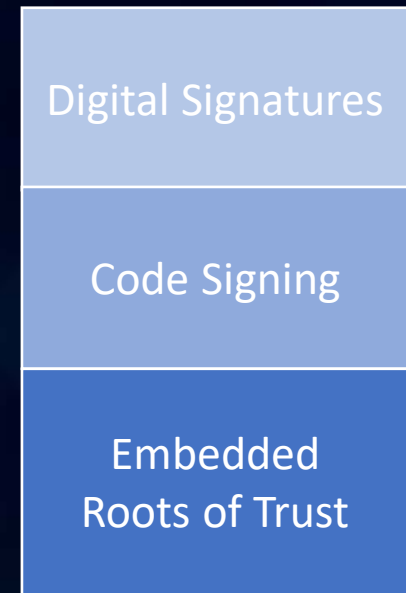 Digital Signatures
Code Signing
Embedded
Roots of Trust